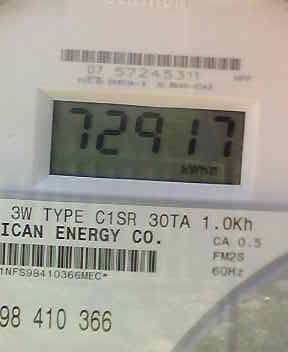 07 57245311
72917
kWhh
3W TYPE C1SR 30TA 1.0Kh
ICAN ENERGY CO.
CA 0.5
FM2S
60Hz
1NFS98410366MEC*
98 410 366